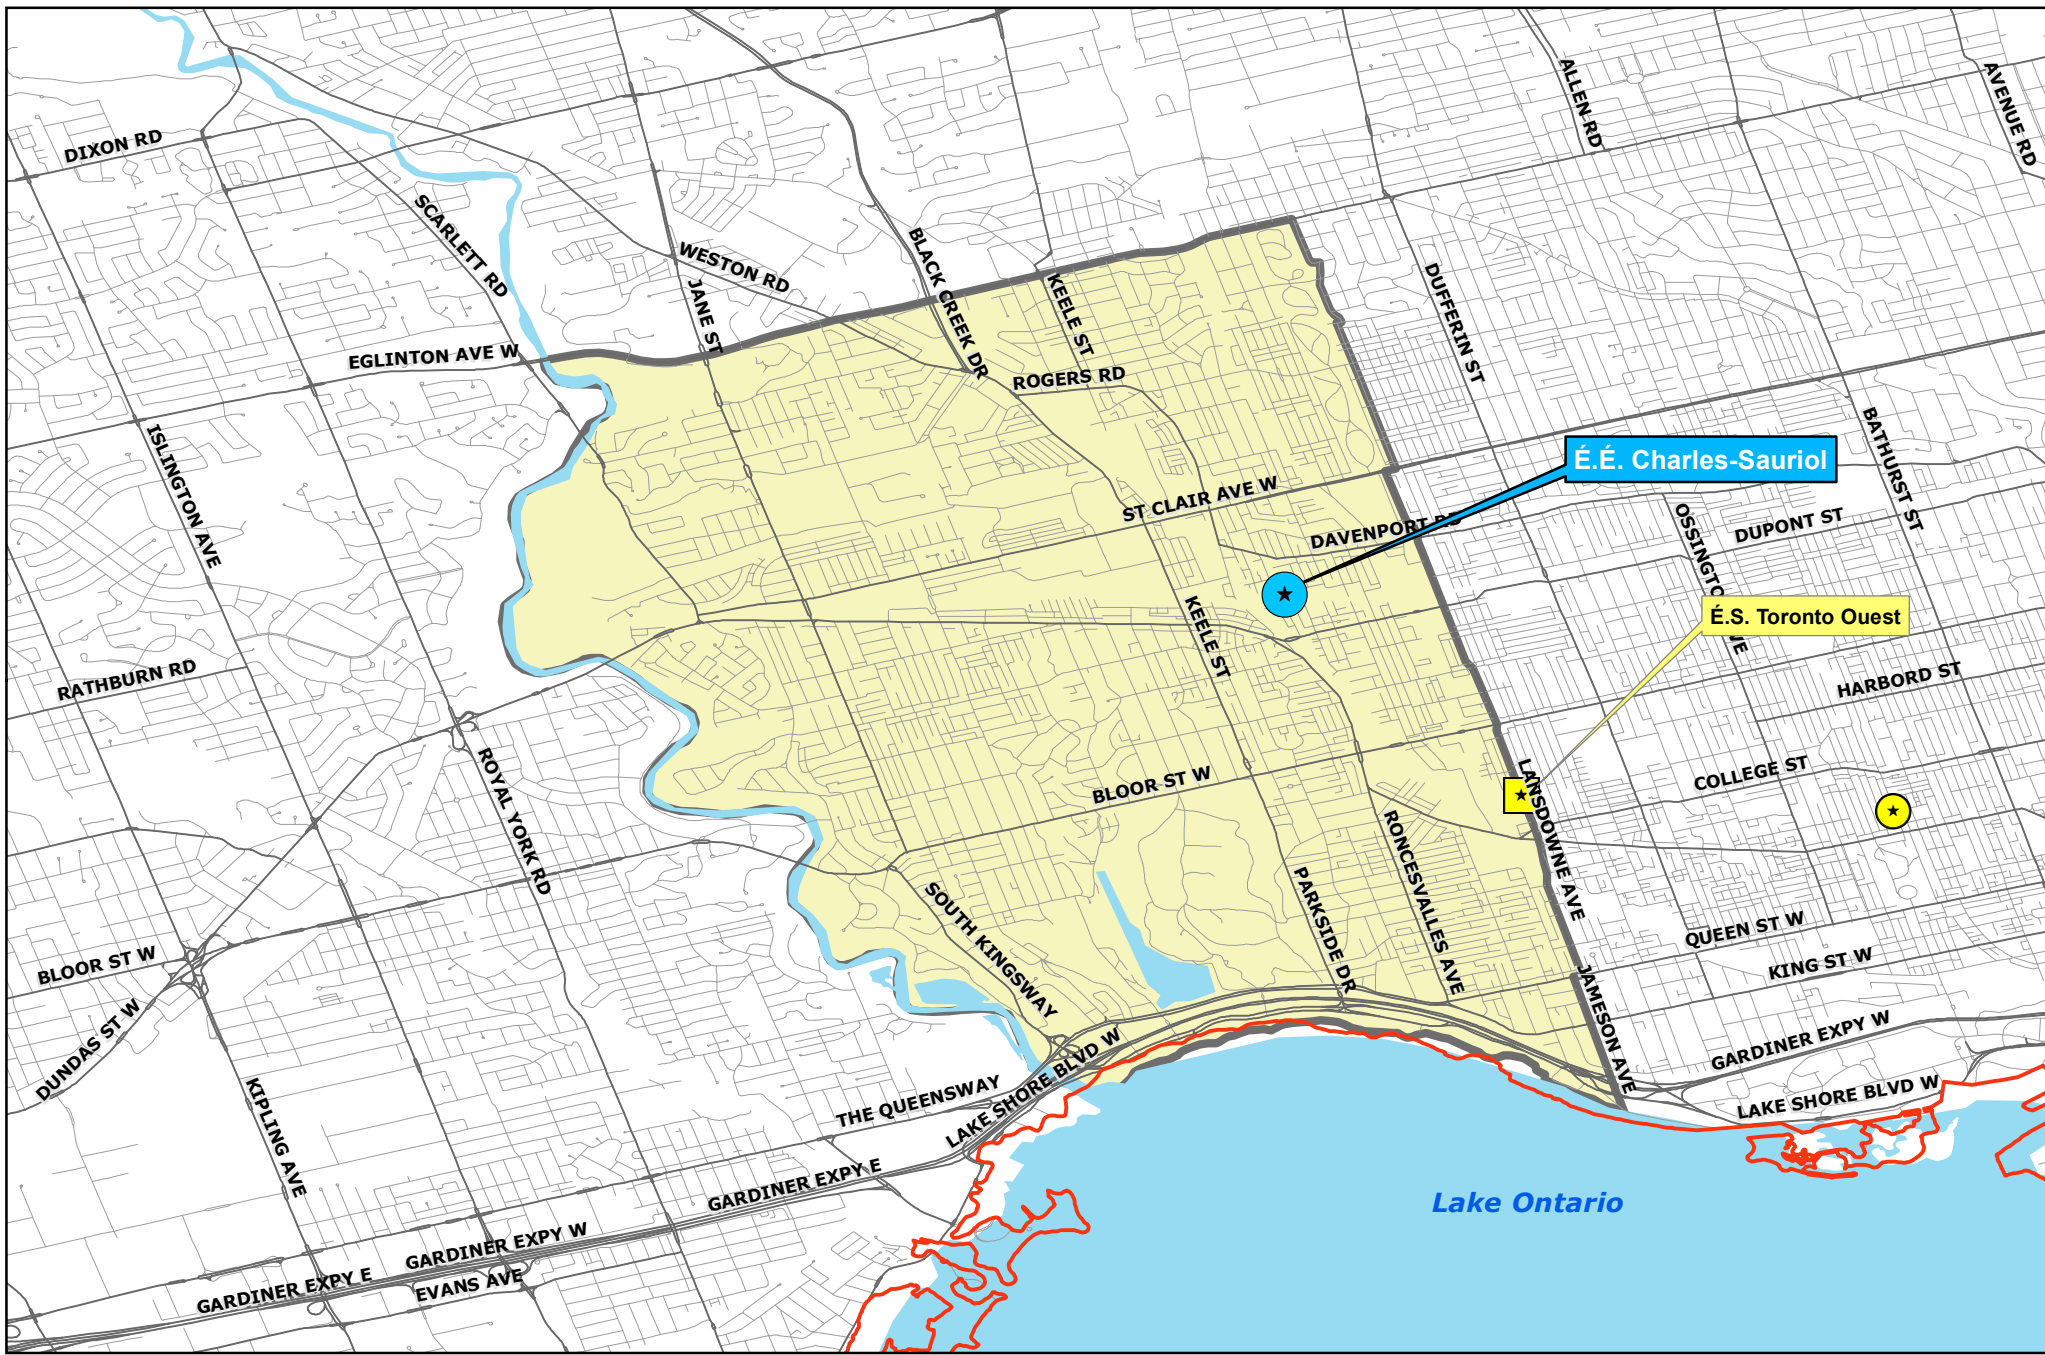 ALLEN RD
AVENUE RD
DIXON RD
SCARLETT RD
WESTON RD
BLACK CREEK DR
KEELE ST
DUFFERIN ST
JANE ST
EGLINTON AVE W
ROGERS RD
ISLINGTON AVE
BATHURST ST
É.É. Charles-Sauriol
ST CLAIR AVE W
DAVENPORT RD
OSSINGTON AVE
DUPONT ST
KEELE ST
É.S. Toronto Ouest
RATHBURN RD
HARBORD ST
ROYAL YORK RD
BLOOR ST W
LANSDOWNE AVE
COLLEGE ST
RONCESVALLES AVE
PARKSIDE DR
SOUTH KINGSWAY
QUEEN ST W
BLOOR ST W
KING ST W
JAMESON AVE
DUNDAS ST W
GARDINER EXPY W
KIPLING AVE
THE QUEENSWAY
LAKE SHORE BLVD W
LAKE SHORE BLVD W
GARDINER EXPY E
Lake Ontario
GARDINER EXPY W
GARDINER EXPY E
EVANS AVE